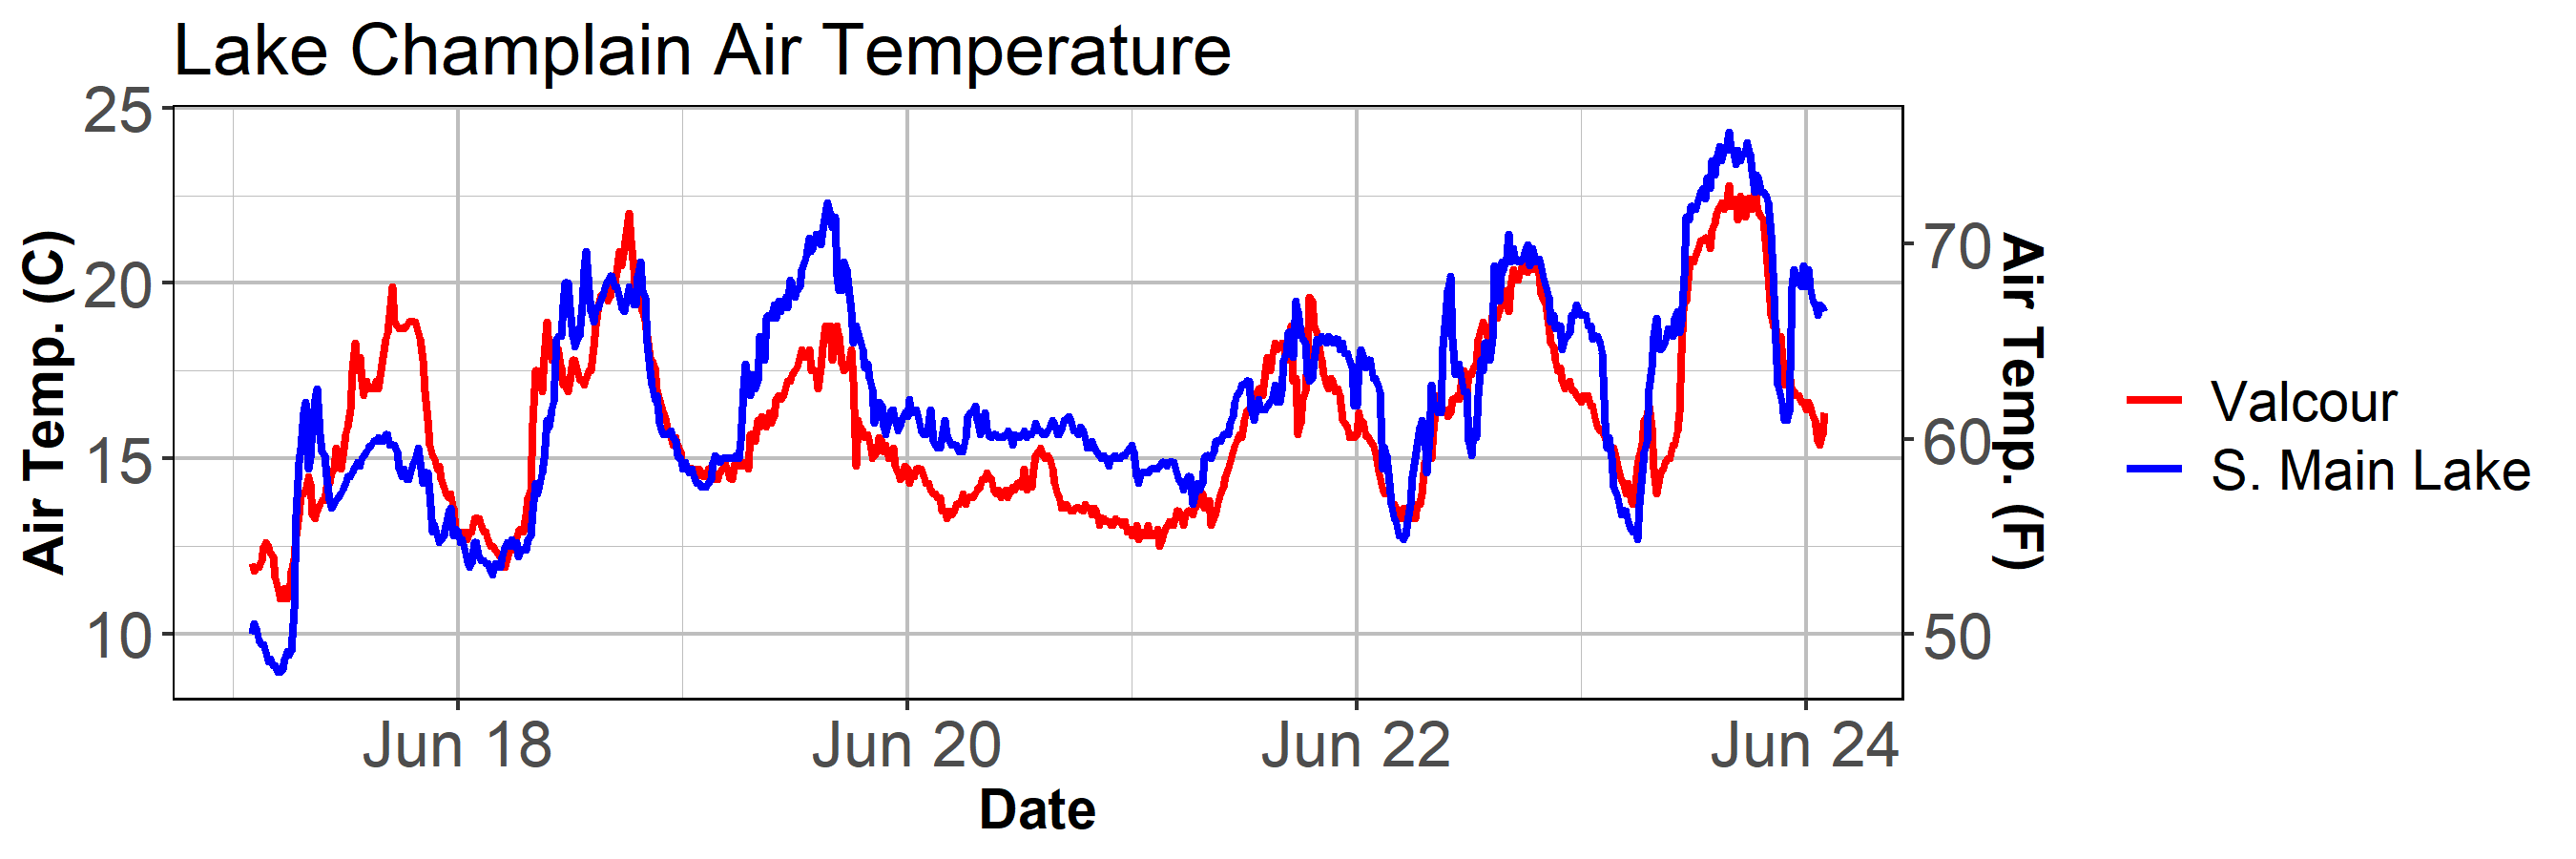 Lake Champlain Air Temperature
25
20
15
10
Air Temp. (C)
70
60
50
Air Temp. (F)
Jun 18 Jun 20 Jun 22 Jun 24
Date
Valcour
S. Main Lake